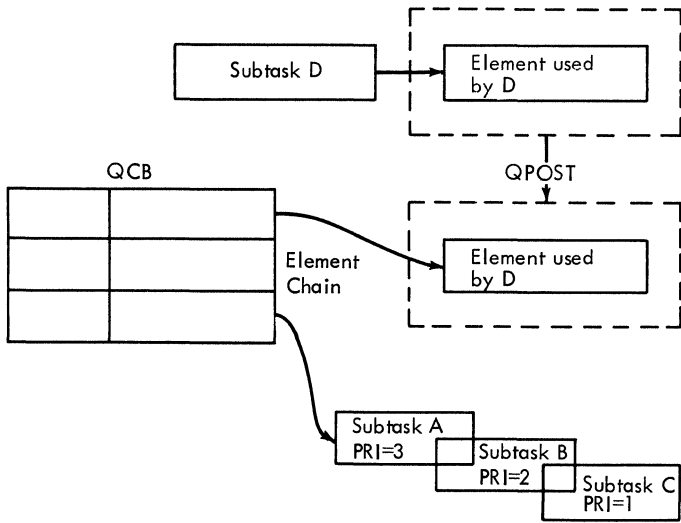 Subtask D
Element used
by D
QPOST
QCB
Element
Chain
Element used
by D
Subtask A
PRI=3
Subtask B
PRI=2
Subtask C
PRI=1